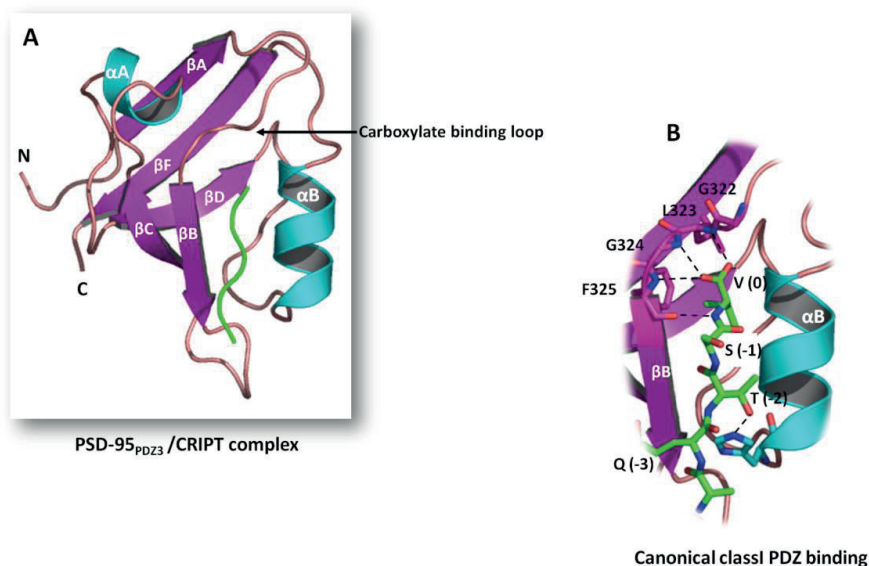 A
αA
βA
Carboxylate binding loop
N
βF
βD
αB
βC
βB
C
PSD-95PDZ3 /CRIPT complex
B
G322
L323
G324
F325
V (0)
αB
S (-1)
βB
T (-2)
Q (-3)
Canonical classI PDZ binding